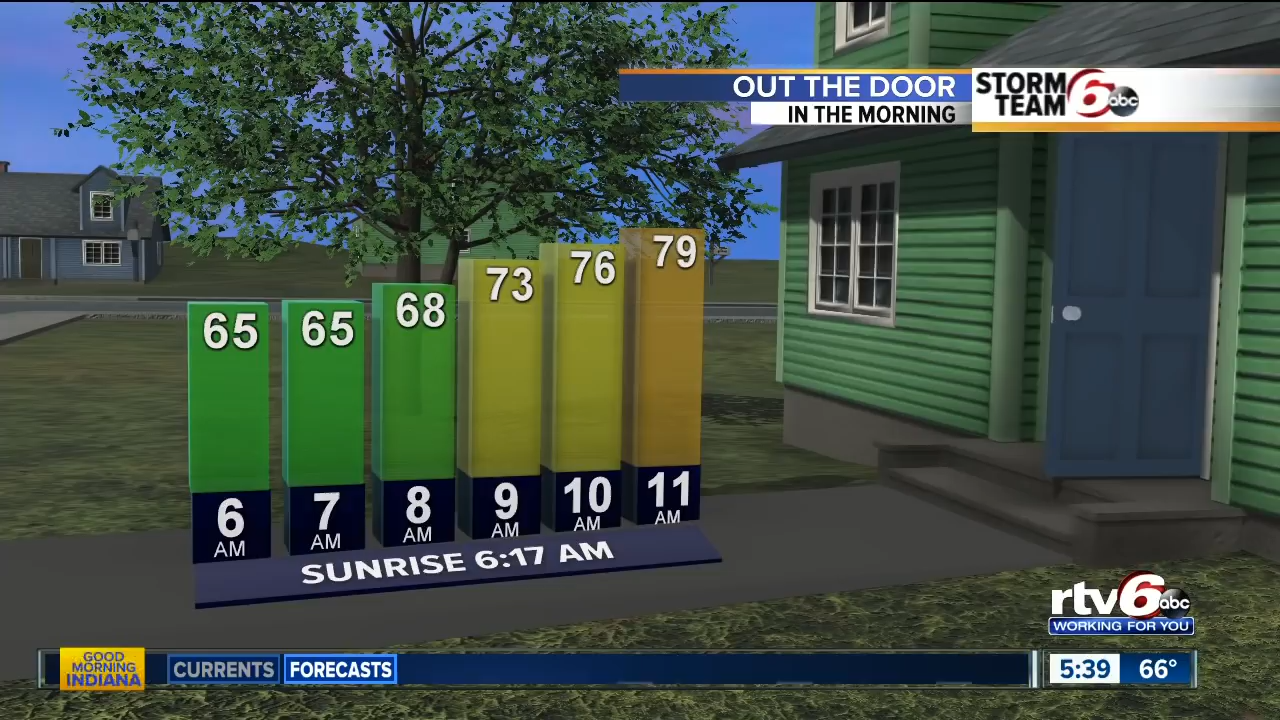 OUT THE DOOR
IN THE MORNING
STORM
TEAM 6 abc
65 65 68 73 76 79
6 7 8 9 10 11
AM AM AM AM AM AM
SUNRISE 6:17 AM
rtv6 abc
WORKING FOR YOU
GOOD
MORNING
INDIANA
CURRENTS FORECASTS
5:39 66°